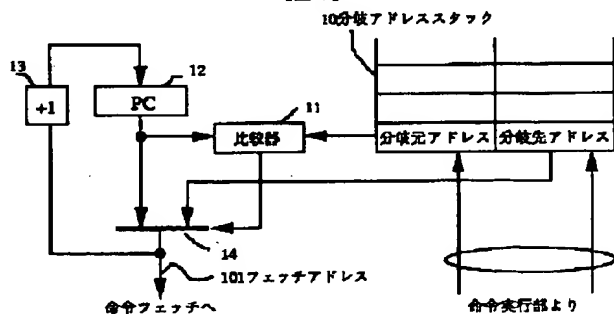 10分岐アドレススタック
13
+1
12
PC
11
比較器
分岐元アドレス
分岐先アドレス
14
101フェッチアドレス
命令フェッチへ
命令実行部より